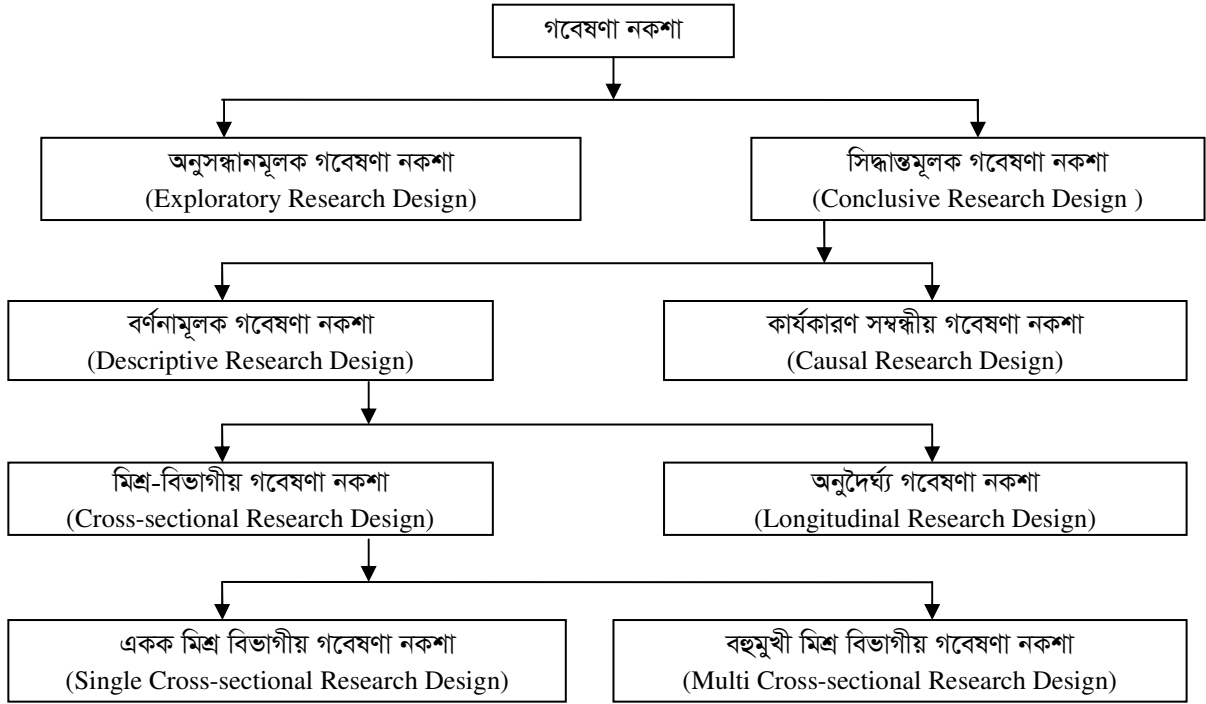 গবেষণা নকশা
অনুসন্ধানমূলক গবেষণা নকশা
(Exploratory Research Design)
সিদ্ধান্তমূলক গবেষণা নকশা
(Conclusive Research Design )
বর্ণনামূলক গবেষণা নকশা
(Descriptive Research Design)
কার্যকারণ সম্বন্ধীয় গবেষণা নকশা
(Causal Research Design)
মিশ্র-বিভাগীয় গবেষণা নকশা
(Cross-sectional Research Design)
অনুদৈর্ঘ্য গবেষণা নকশা
(Longitudinal Research Design)
একক মিশ্র বিভাগীয় গবেষণা নকশা
(Single Cross-sectional Research Design)
বহুমুখী মিশ্র বিভাগীয় গবেষণা নকশা
(Multi Cross-sectional Research Design)